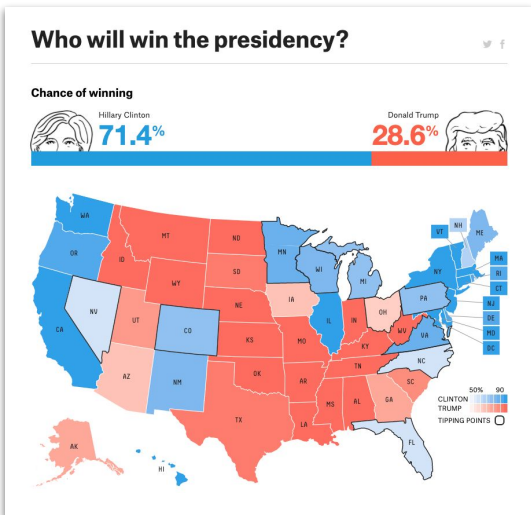 Who will win the presidency?
Chance of winning
Hillary Clinton
71.4%
Donald Trump
28.6%
WA
OR
CA
NV
ID
MT
WY
UT
AZ
CO
NM
ND
SD
NE
KS
OK
TX
MN
IA
MO
AR
LA
WI
IL
MS
MI
IN
KY
TN
AL
OH
WV
VA
NC
SC
GA
FL
PA
NY
VT
NH
ME
MA
RI
CT
NJ
DE
MD
DC
AK
HI
50% 90
CLINTON
TRUMP
TIPPING POINTS